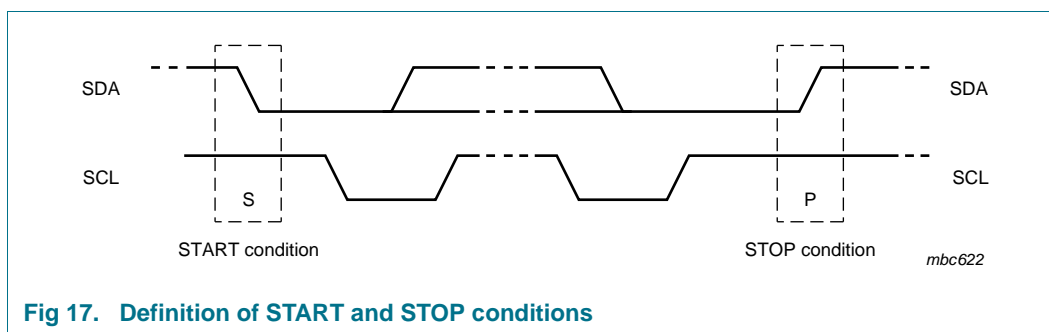 SDA
SDA
SCL
SCL
S
P
START condition
STOP condition
mbc622
Fig 17. Definition of START and STOP conditions